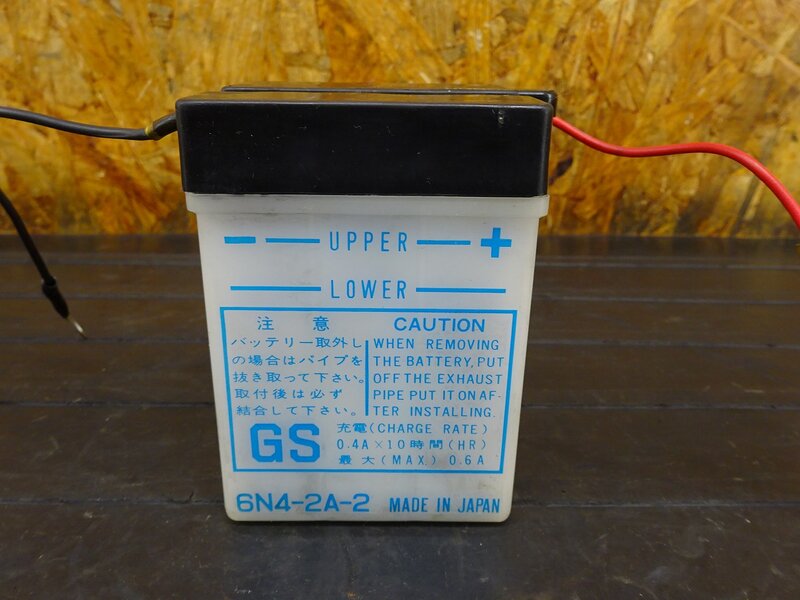 - UPPER +
LOWER
注 意
バッテリー取外し
の場合はパイプを
抜き取って下さい。
取付後は必ず
結合して下さい。
CAUTION
WHEN REMOVING
THE BATTERY, PUT
OFF THE EXHAUST
PIPE PUT IT ON AF-
TER INSTALLING.
GS
充電(CHARGE RATE)
0.4A×10時間(HR)
最大(MAX.) 0.6A
6N4-2A-2 MADE IN JAPAN